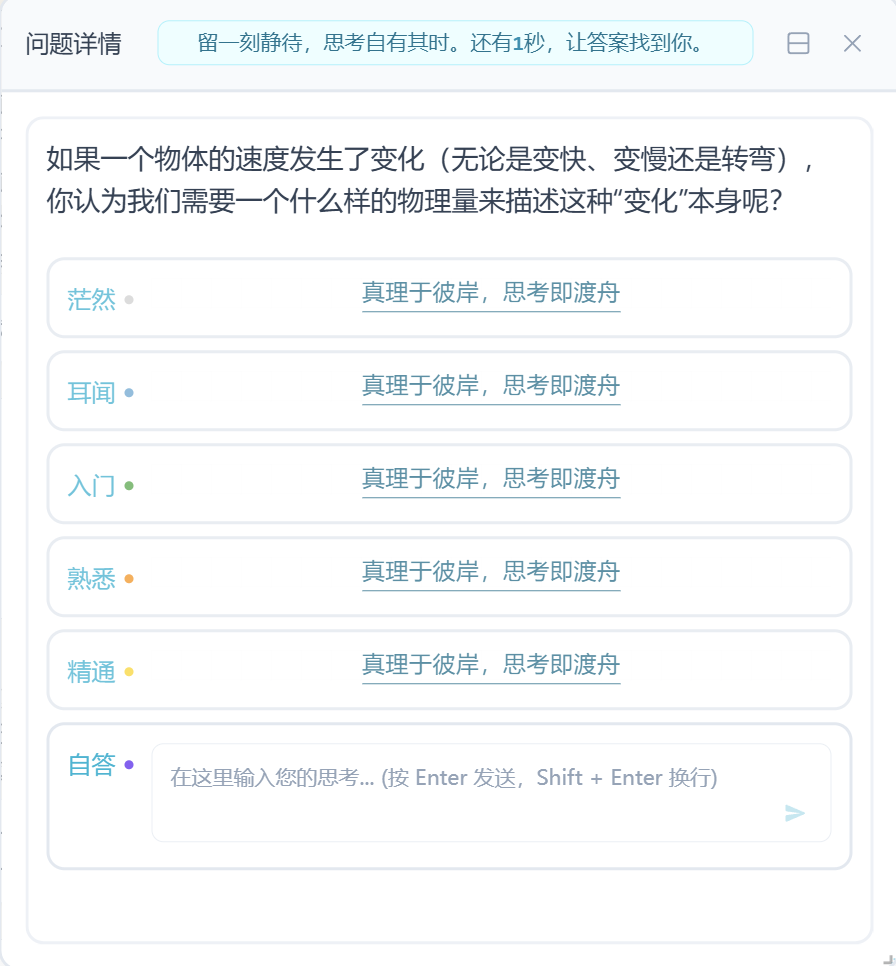 问题详情
留一刻静待，思考自有其时。还有1秒，让答案找到你。
如果一个物体的速度发生了变化（无论是变快、变慢还是转弯），
你认为我们需要一个什么样的物理量来描述这种“变化”本身呢？
茫然 真理于彼岸，思考即渡舟
耳闻 真理于彼岸，思考即渡舟
入门 真理于彼岸，思考即渡舟
熟悉 真理于彼岸，思考即渡舟
精通 真理于彼岸，思考即渡舟
自答 在这里输入您的思考... (按 Enter 发送，Shift + Enter 换行)